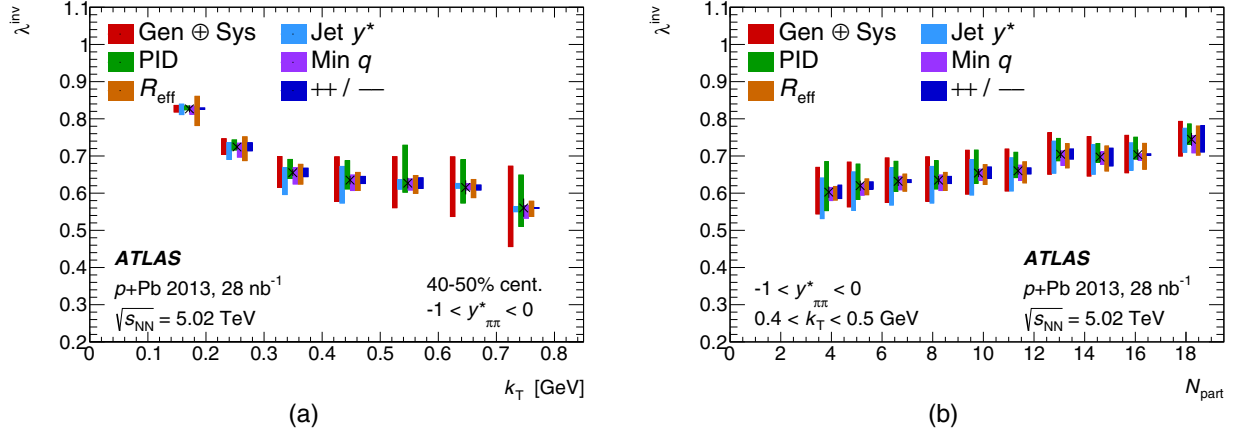 λ^inv
Gen ⊕ Sys
Jet y*
PID
Min q
R_eff
++ / −−
1.1
1
0.9
0.8
0.7
0.6
0.5
0.4
0.3
0.2
ATLAS
p+Pb 2013, 28 nb⁻¹
√s_NN = 5.02 TeV
40-50% cent.
-1 < y*_ππ < 0
0 0.1 0.2 0.3 0.4 0.5 0.6 0.7 0.8
k_T [GeV]
(a)
λ^inv
Gen ⊕ Sys
Jet y*
PID
Min q
R_eff
++ / −−
1.1
1
0.9
0.8
0.7
0.6
0.5
0.4
0.3
0.2
-1 < y*_ππ < 0
0.4 < k_T < 0.5 GeV
ATLAS
p+Pb 2013, 28 nb⁻¹
√s_NN = 5.02 TeV
0 2 4 6 8 10 12 14 16 18
N_part
(b)